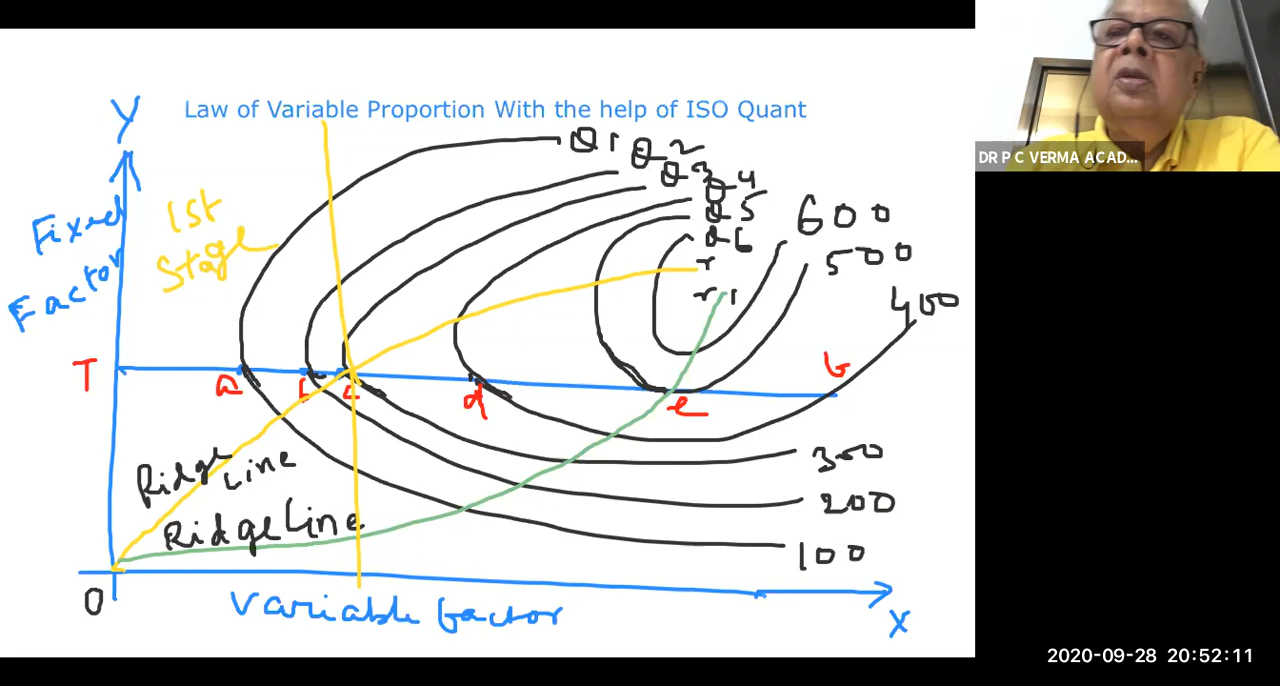 Law of Variable Proportion With the help of ISO Quant
DR P C VERMA ACAD...
Y
Q1
Q2
Q3
Q4
Q5
Q6
r
r1
600
500
400
1st
Stage
Fixed
Factor
T
a
b
c
d
e
b
Ridge
Line
Ridge Line
300
200
100
O
Variable factor
X
2020-09-28 20:52:11